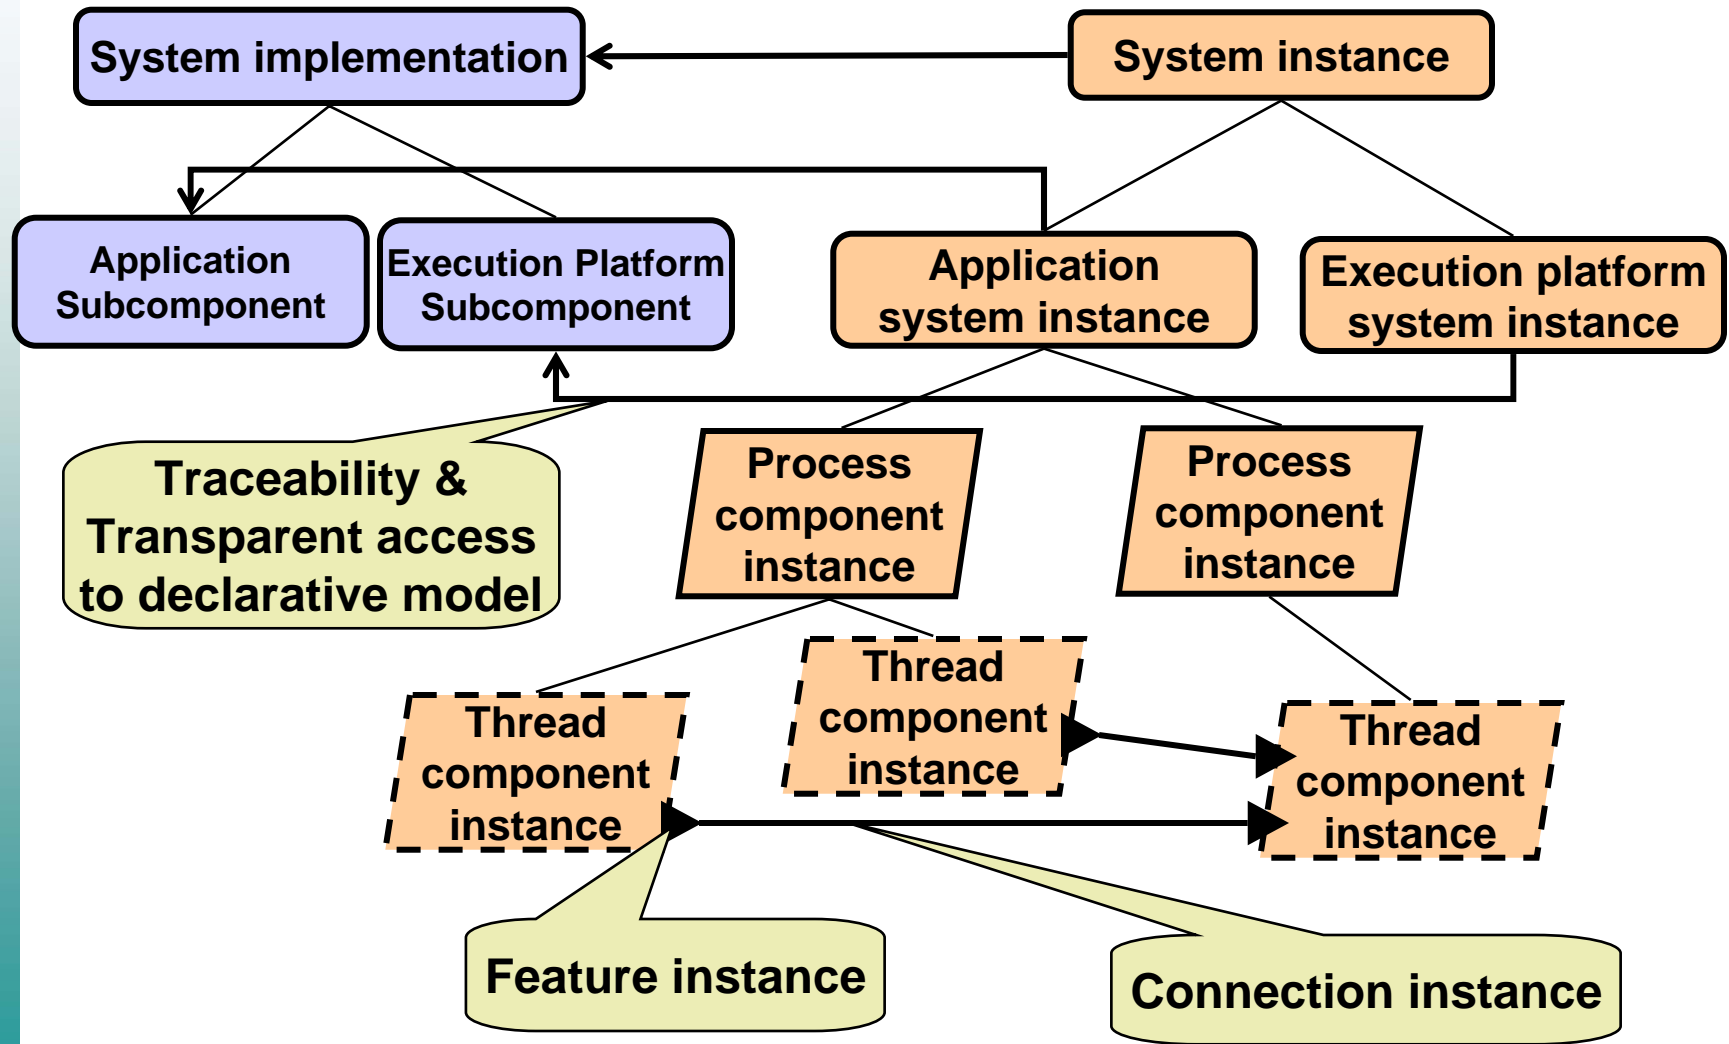 System implementation
System instance
Application
Subcomponent
Execution Platform
Subcomponent
Application
system instance
Execution platform
system instance
Traceability &
Transparent access
to declarative model
Process
component
instance
Process
component
instance
Thread
component
instance
Thread
component
instance
Thread
component
instance
Feature instance
Connection instance